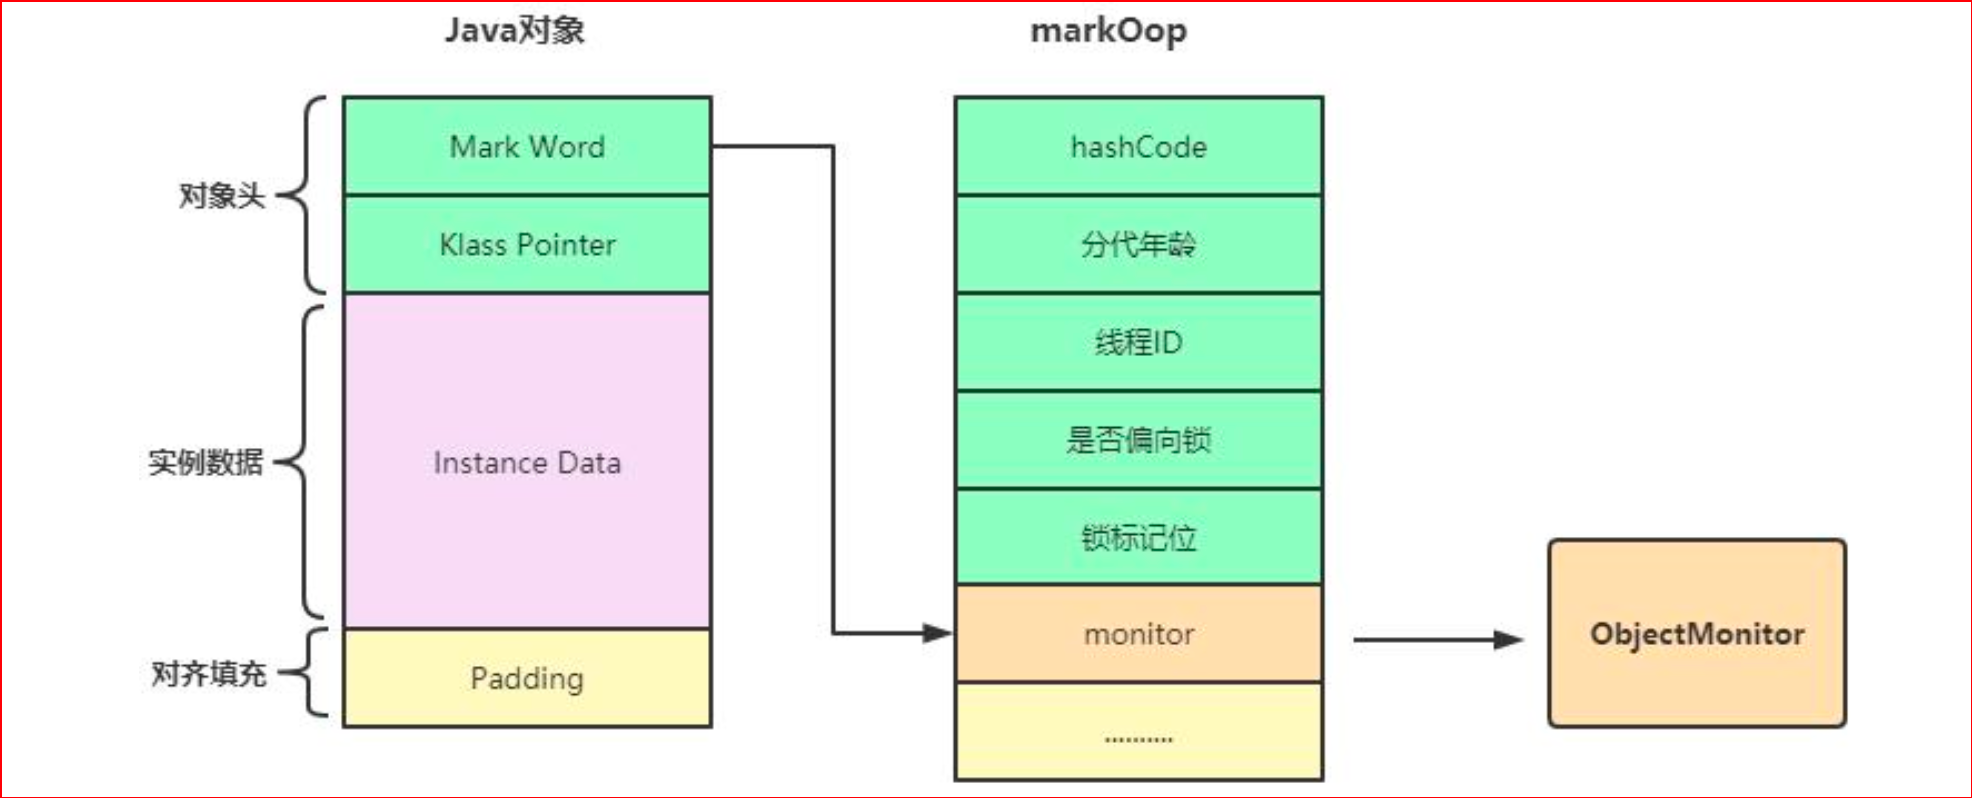 Java对象
markOop
对象头
Mark Word
Klass Pointer
实例数据
Instance Data
对齐填充
Padding
hashCode
分代年龄
线程ID
是否偏向锁
锁标记位
monitor
..........
ObjectMonitor